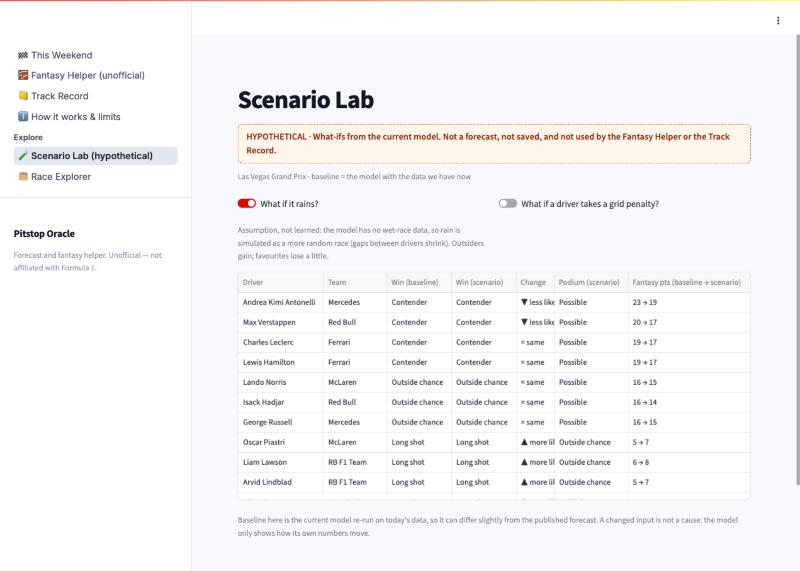 This Weekend
Fantasy Helper (unofficial)
Track Record
How it works & limits
Explore
Scenario Lab (hypothetical)
Race Explorer
Pitstop Oracle
Forecast and fantasy helper. Unofficial — not
affiliated with Formula 1.
Scenario Lab
HYPOTHETICAL · What-ifs from the current model. Not a forecast, not saved, and not used by the Fantasy Helper or the Track
Record.
Las Vegas Grand Prix · baseline = the model with the data we have now
What if it rains? What if a driver takes a grid penalty?
Assumption, not learned: the model has no wet-race data, so rain is
simulated as a more random race (gaps between drivers shrink). Outsiders
gain; favourites lose a little.
Driver Team Win (baseline) Win (scenario) Change Podium (scenario) Fantasy pts (baseline → scenario)
Andrea Kimi Antonelli Mercedes Contender Contender ▼ less like Possible 23 → 19
Max Verstappen Red Bull Contender Contender ▼ less like Possible 20 → 17
Charles Leclerc Ferrari Contender Contender ≈ same Possible 19 → 17
Lewis Hamilton Ferrari Contender Contender ≈ same Possible 19 → 17
Lando Norris McLaren Outside chance Outside chance ≈ same Possible 16 → 15
Isack Hadjar Red Bull Outside chance Outside chance ≈ same Possible 16 → 14
George Russell Mercedes Outside chance Outside chance ≈ same Possible 16 → 15
Oscar Piastri McLaren Long shot Long shot ▲ more lil Outside chance 5 → 7
Liam Lawson RB F1 Team Long shot Long shot ▲ more lil Outside chance 6 → 8
Arvid Lindblad RB F1 Team Long shot Long shot ▲ more lil Outside chance 5 → 7
Baseline here is the current model re-run on today's data, so it can differ slightly from the published forecast. A changed input is not a cause: the model
only shows how its own numbers move.